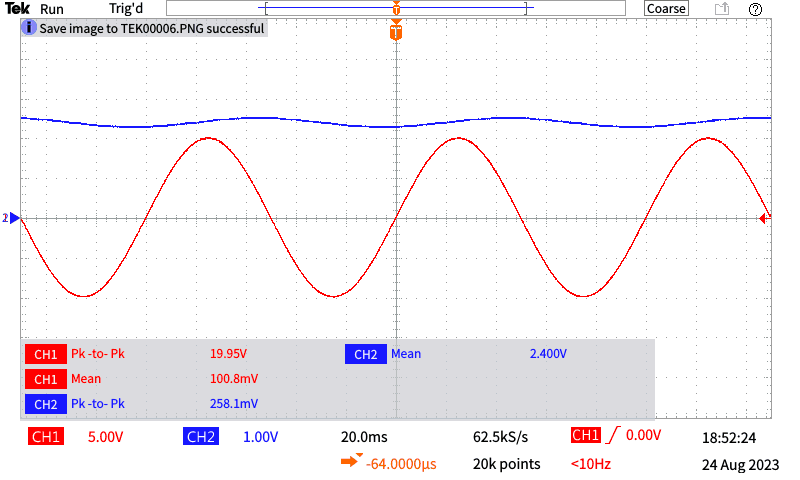 Tek Run Trig'd Coarse ?
T
i Save image to TEK00006.PNG successful
T
2
CH1 Pk -to- Pk 19.95V CH2 Mean 2.400V
CH1 Mean 100.8mV
CH2 Pk -to- Pk 258.1mV
CH1 5.00V CH2 1.00V 20.0ms 62.5kS/s CH1 0.00V 18:52:24
-64.0000µs 20k points <10Hz 24 Aug 2023